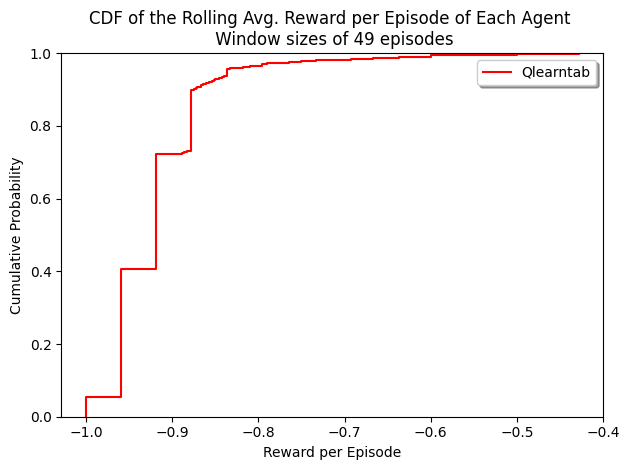 CDF of the Rolling Avg. Reward per Episode of Each Agent
Window sizes of 49 episodes
Qlearntab
Cumulative Probability
1.0
0.8
0.6
0.4
0.2
0.0
−1.0 −0.9 −0.8 −0.7 −0.6 −0.5 −0.4
Reward per Episode